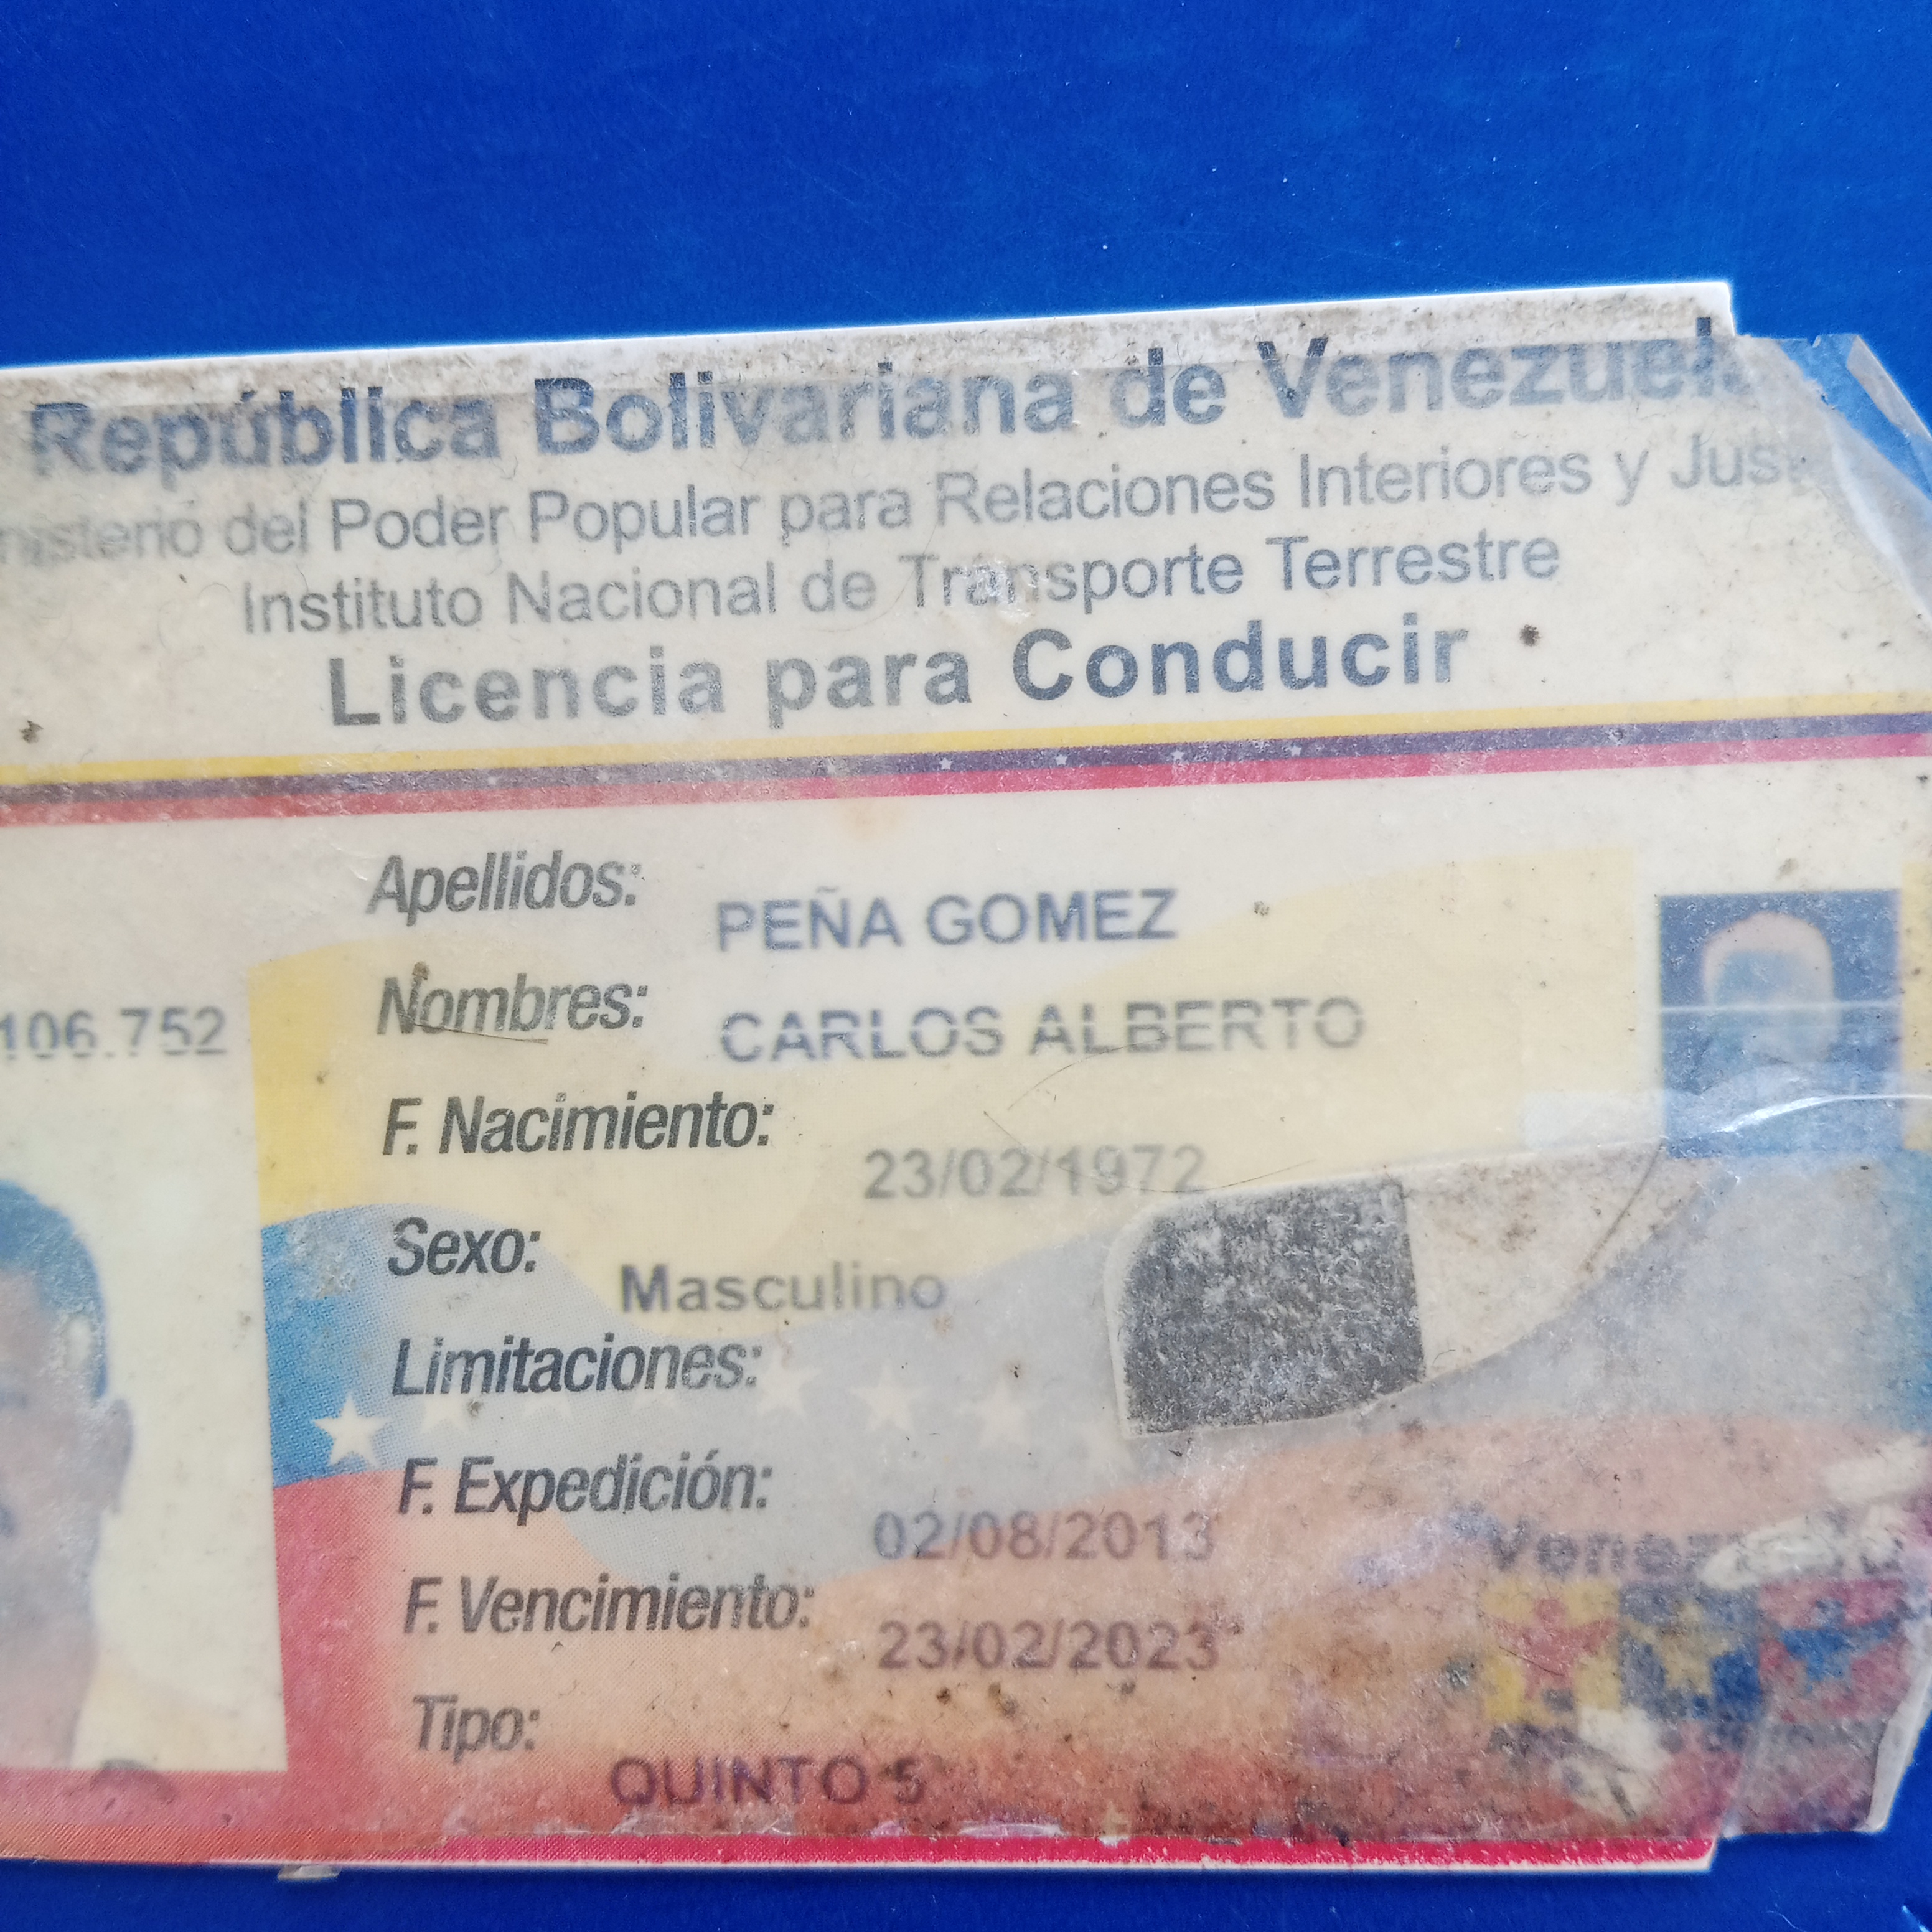 República Bolivariana de Venezuel
nisterio del Poder Popular para Relaciones Interiores y Jus
Instituto Nacional de Transporte Terrestre
Licencia para Conducir
Apellidos: PEÑA GOMEZ
106.752
Nombres: CARLOS ALBERTO
F. Nacimiento: 23/02/1972
Sexo: Masculino
Limitaciones:
F. Expedición: 02/08/2013
Venezuela
F. Vencimiento: 23/02/2023
Tipo: QUINTO 5